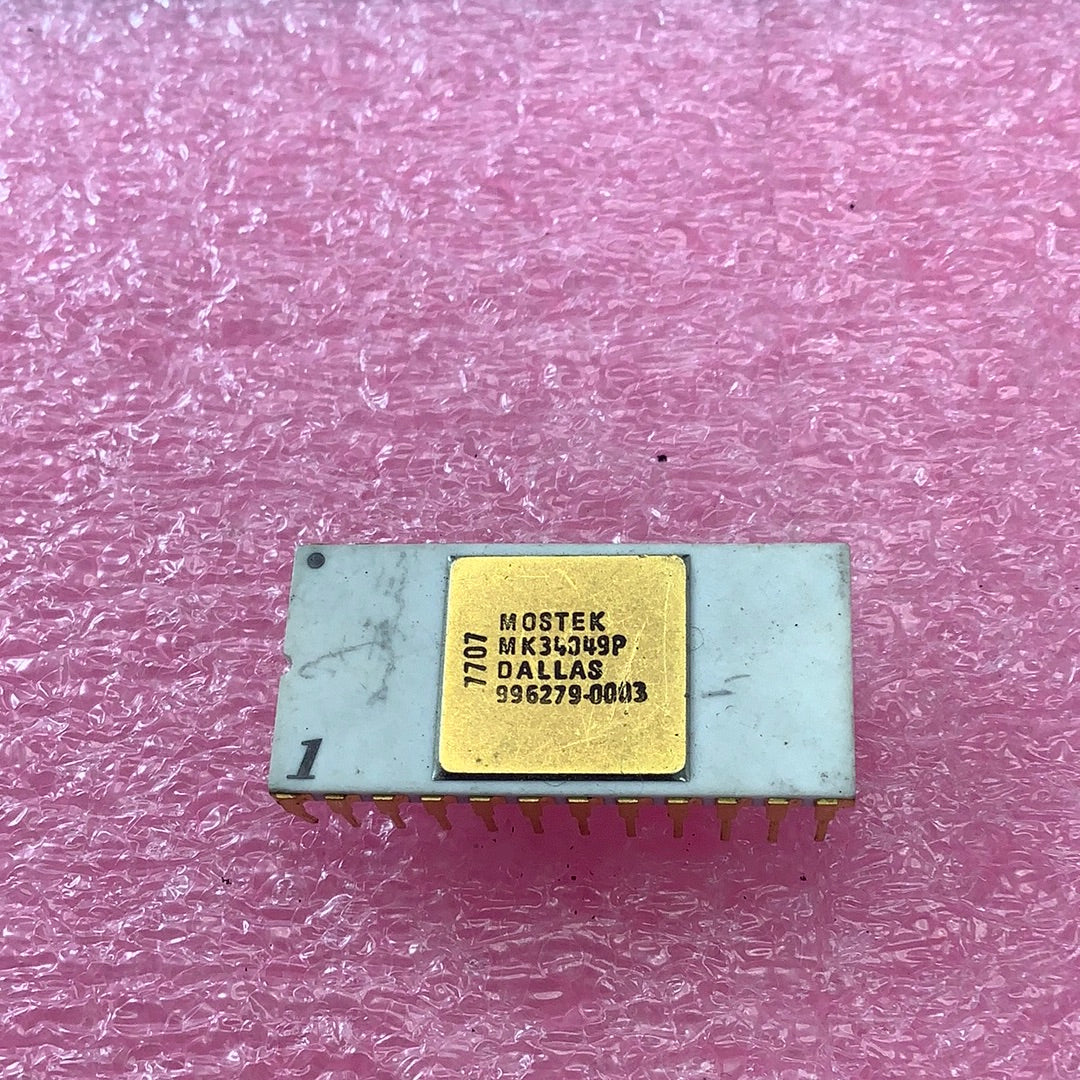 MOSTEK
MK34049P
DALLAS
996279-0003
7707
1